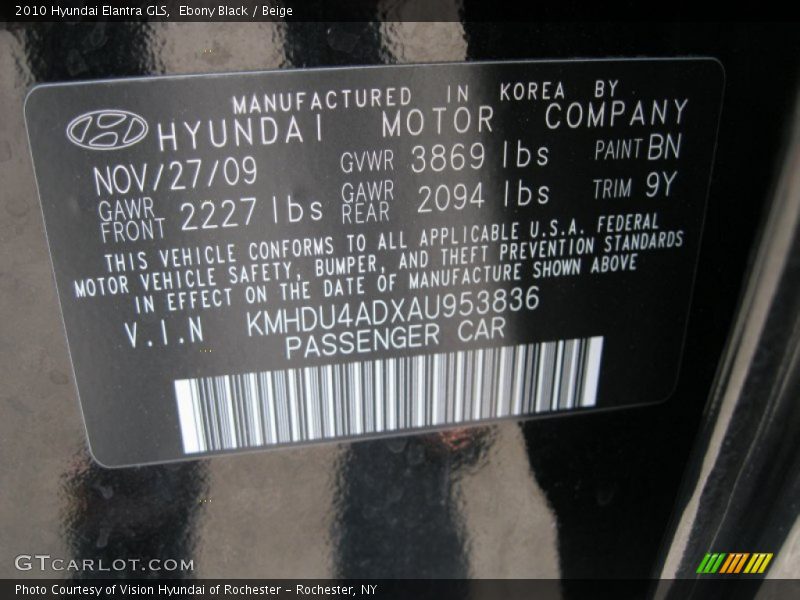 2010 Hyundai Elantra GLS,  Ebony Black / Beige
MANUFACTURED IN KOREA BY
HYUNDAI MOTOR COMPANY
NOV/27/09 GVWR 3869 lbs PAINT BN
GAWR FRONT 2227 lbs GAWR REAR 2094 lbs TRIM 9Y
THIS VEHICLE CONFORMS TO ALL APPLICABLE U.S.A. FEDERAL
MOTOR VEHICLE SAFETY, BUMPER, AND THEFT PREVENTION STANDARDS
IN EFFECT ON THE DATE OF MANUFACTURE SHOWN ABOVE
V.I.N KMHDU4ADXAU953836
PASSENGER CAR
GTCARLOT.COM
Photo Courtesy of Vision Hyundai of Rochester – Rochester, NY